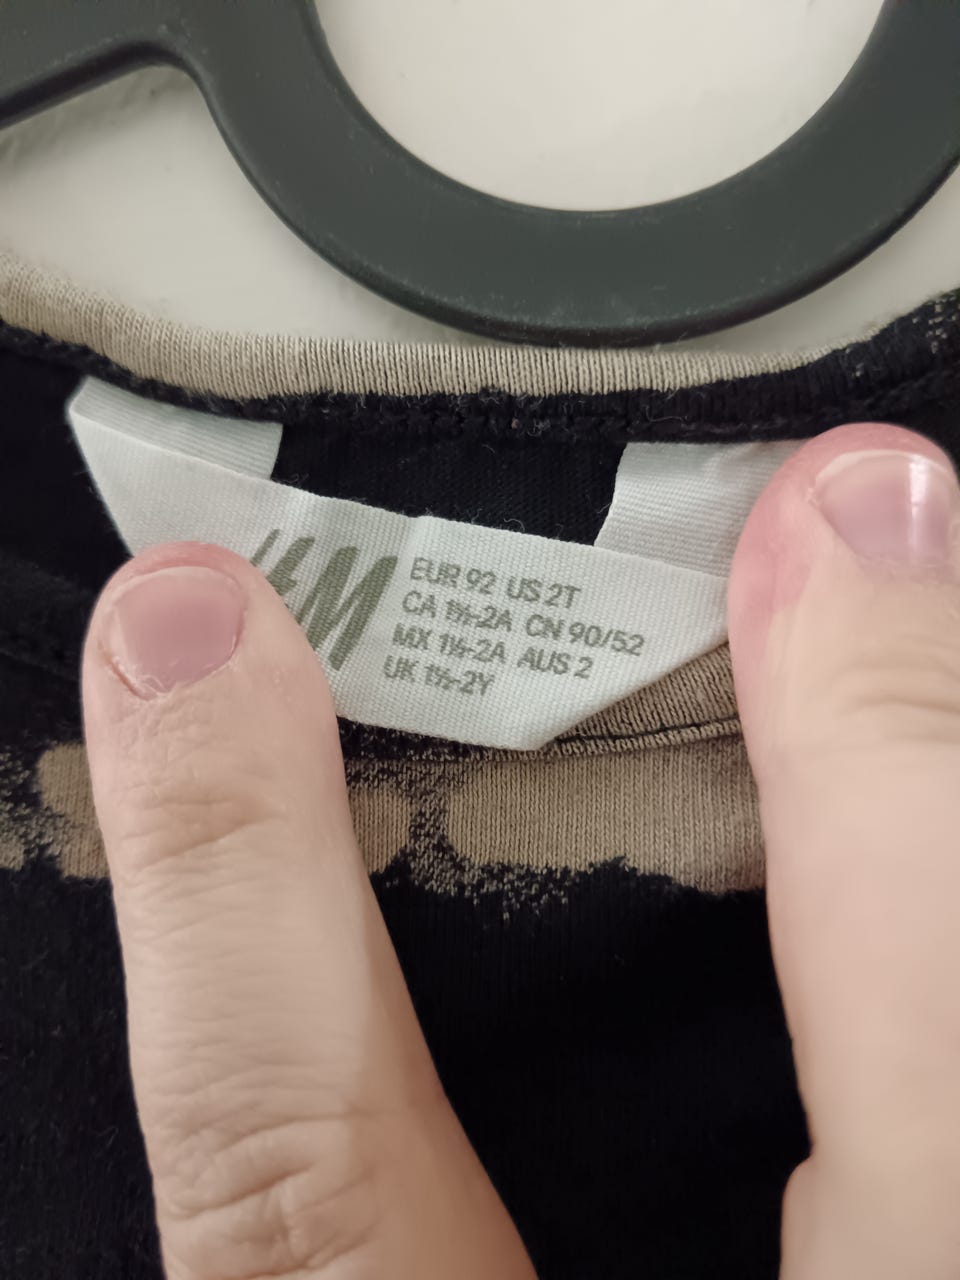 H&M
EUR 92 US 2T
CA 1½-2A CN 90/52
MX 1½-2A AUS 2
UK 1½-2Y